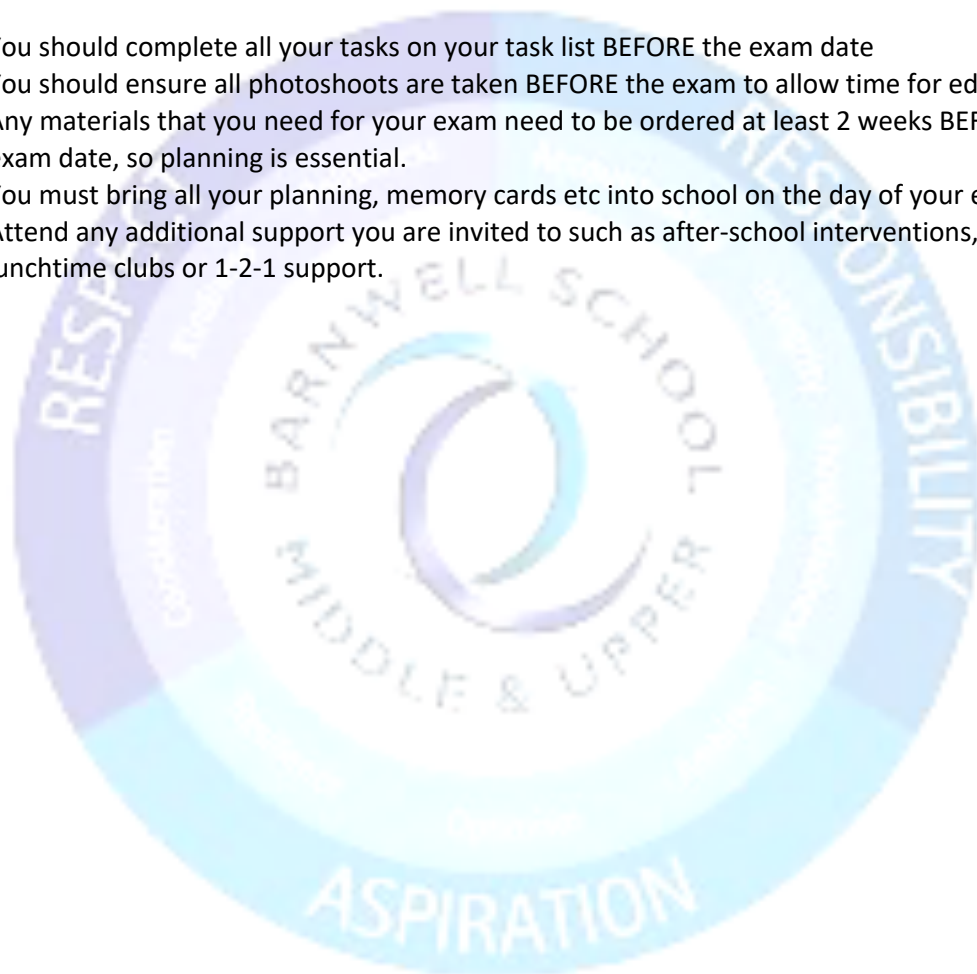 ou should complete all your tasks on your task list BEFORE the exam date
ou should ensure all photoshoots are taken BEFORE the exam to allow time for ed
Any materials that you need for your exam need to be ordered at least 2 weeks BEF
exam date, so planning is essential.
ou must bring all your planning, memory cards etc into school on the day of your e
Attend any additional support you are invited to such as after-school interventions,
unchtime clubs or 1-2-1 support.
RESPECT
RESPONSIBILITY
BARNWELL SCHOOL
MIDDLE & UPPER
ASPIRATION